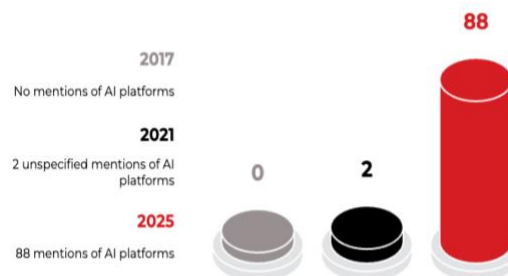 88
2017
No mentions of AI platforms
2021
2 unspecified mentions of AI
platforms
0
2
2025
88 mentions of AI platforms